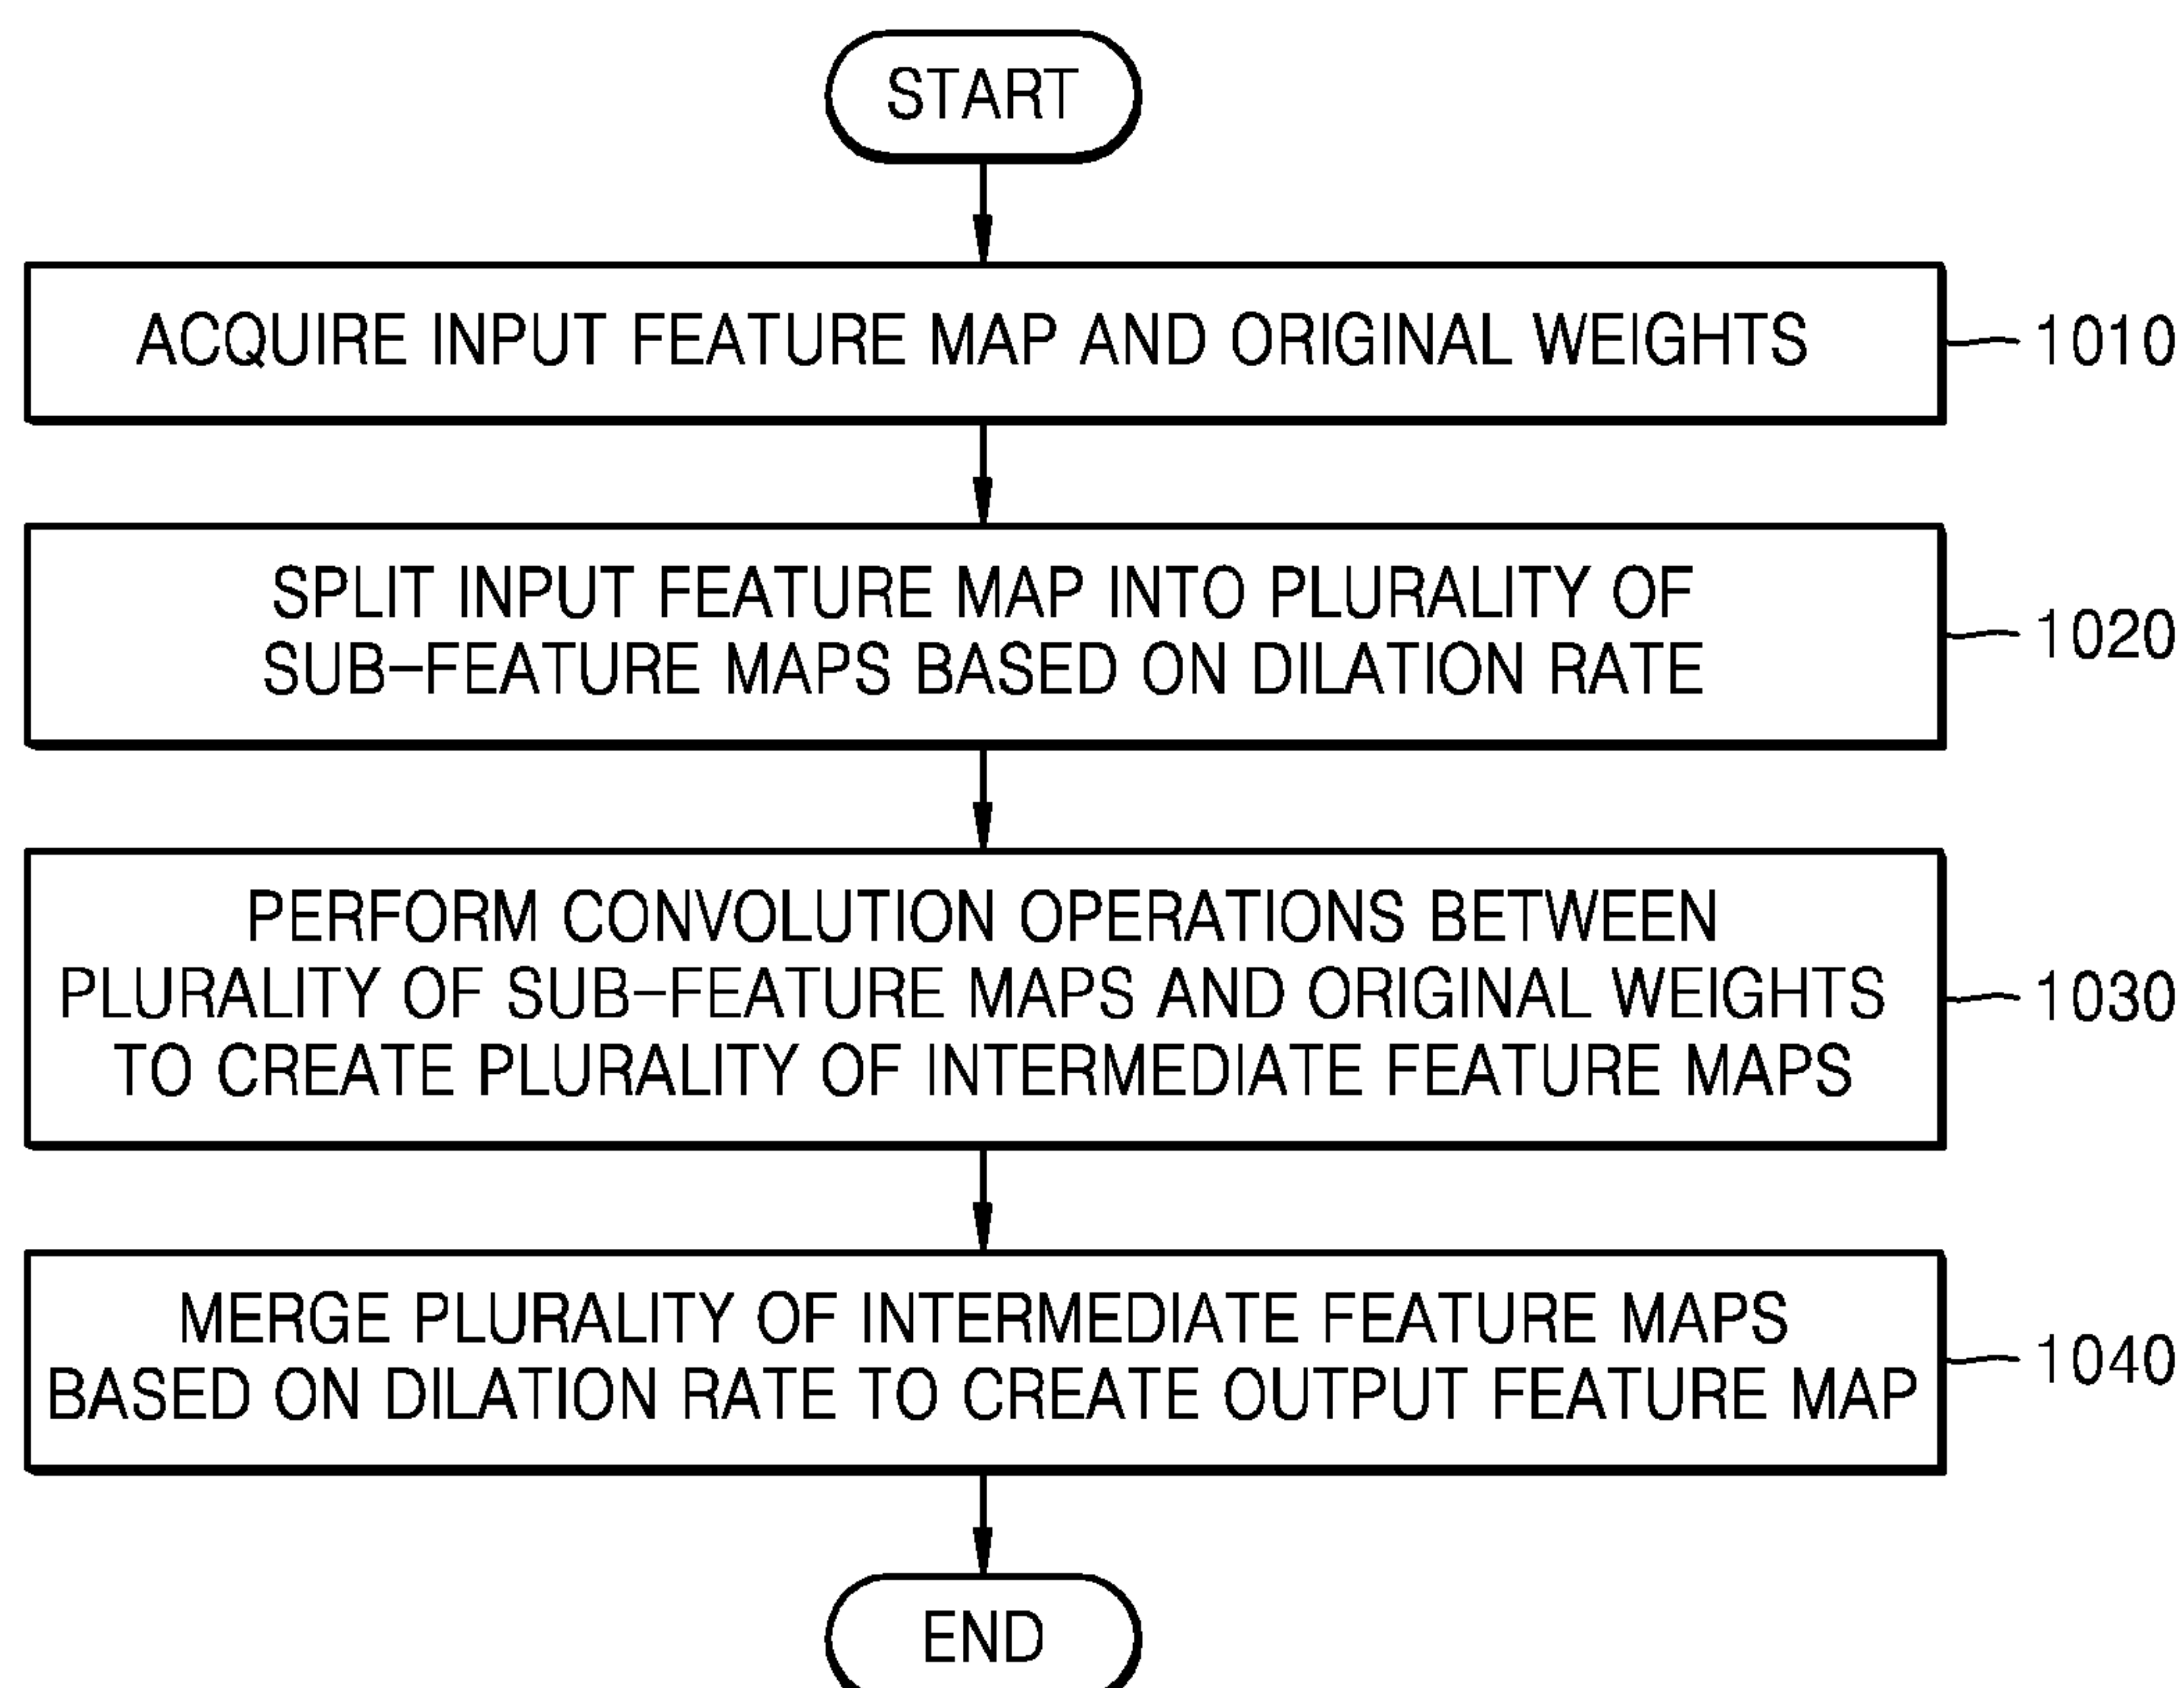 START
ACQUIRE INPUT FEATURE MAP AND ORIGINAL WEIGHTS
1010
SPLIT INPUT FEATURE MAP INTO PLURALITY OF
SUB-FEATURE MAPS BASED ON DILATION RATE
1020
PERFORM CONVOLUTION OPERATIONS BETWEEN
PLURALITY OF SUB-FEATURE MAPS AND ORIGINAL WEIGHTS
TO CREATE PLURALITY OF INTERMEDIATE FEATURE MAPS
1030
MERGE PLURALITY OF INTERMEDIATE FEATURE MAPS
BASED ON DILATION RATE TO CREATE OUTPUT FEATURE MAP
1040
END